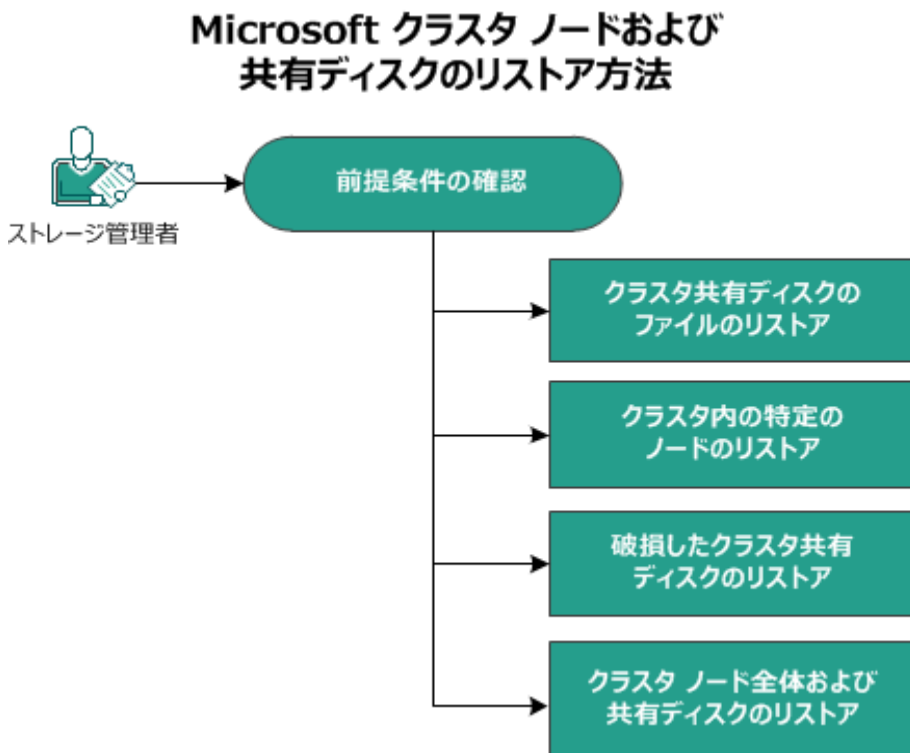 Microsoft クラスタ ノードおよび
共有ディスクのリストア方法
前提条件の確認
ストレージ管理者
クラスタ共有ディスクの
ファイルのリストア
クラスタ内の特定の
ノードのリストア
破損したクラスタ共有
ディスクのリストア
クラスタ ノード全体および
共有ディスクのリストア